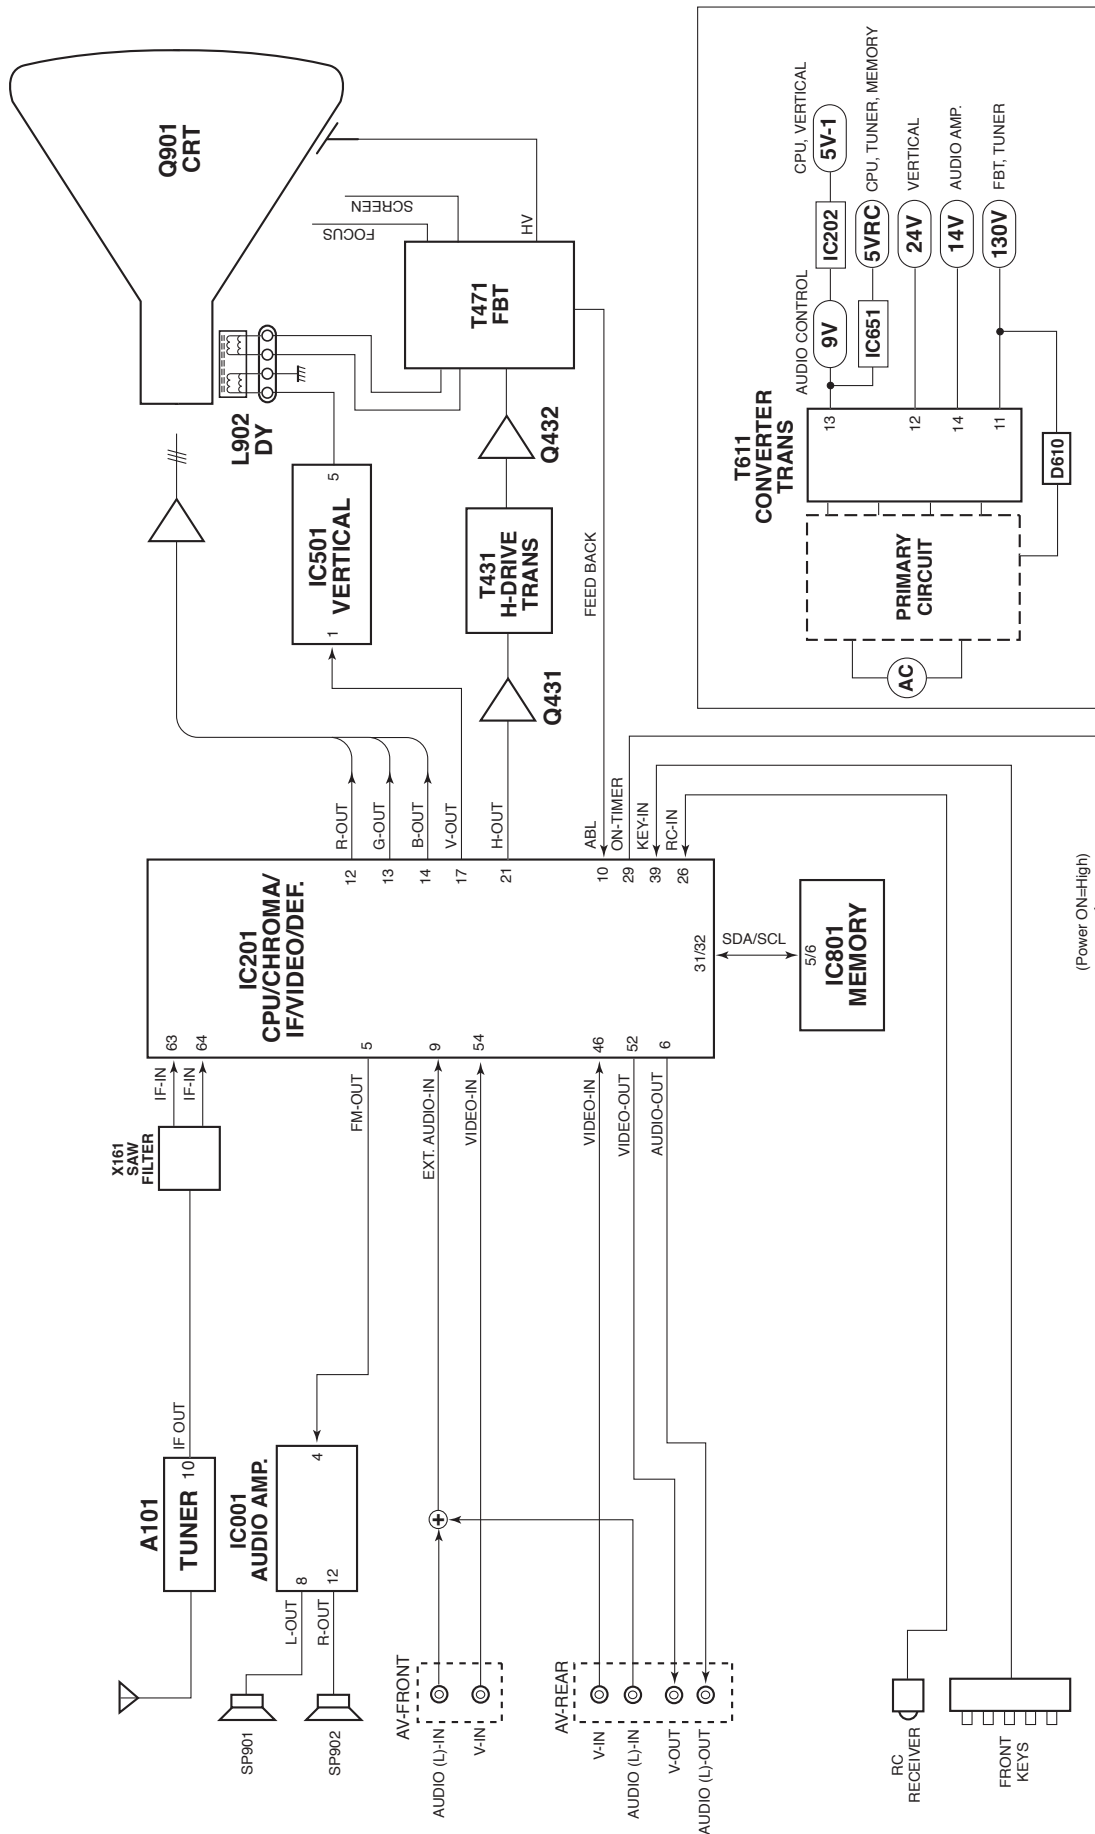 A101
TUNER
10
IF OUT
X161
SAW
FILTER
IF-IN
IF-IN
63
64
IC201
CPU/CHROMA/
IF/VIDEO/DEF.
5
9
54
46
52
6
31/32
12
13
14
17
21
10
29
39
26
FM-OUT
EXT. AUDIO-IN
VIDEO-IN
VIDEO-IN
VIDEO-OUT
AUDIO-OUT
R-OUT
G-OUT
B-OUT
V-OUT
H-OUT
ABL
ON-TIMER
KEY-IN
RC-IN
FEED BACK
SDA/SCL
5/6
IC801
MEMORY
IC001
AUDIO AMP.
4
8
12
L-OUT
R-OUT
SP901
SP902
AV-FRONT
AUDIO (L)-IN
V-IN
AV-REAR
V-IN
AUDIO (L)-IN
V-OUT
AUDIO (L)-OUT
RC
RECEIVER
FRONT
KEYS
IC501
VERTICAL
1
5
L902
DY
Q901
CRT
Q431
T431
H-DRIVE
TRANS
Q432
T471
FBT
FOCUS
SCREEN
HV
AC
PRIMARY
CIRCUIT
T611
CONVERTER
TRANS
13
12
14
11
D610
AUDIO CONTROL
9V
IC202
5V-1
CPU, VERTICAL
IC651
5VRC
CPU, TUNER, MEMORY
24V
VERTICAL
14V
AUDIO AMP.
130V
FBT, TUNER
(Power ON=High)